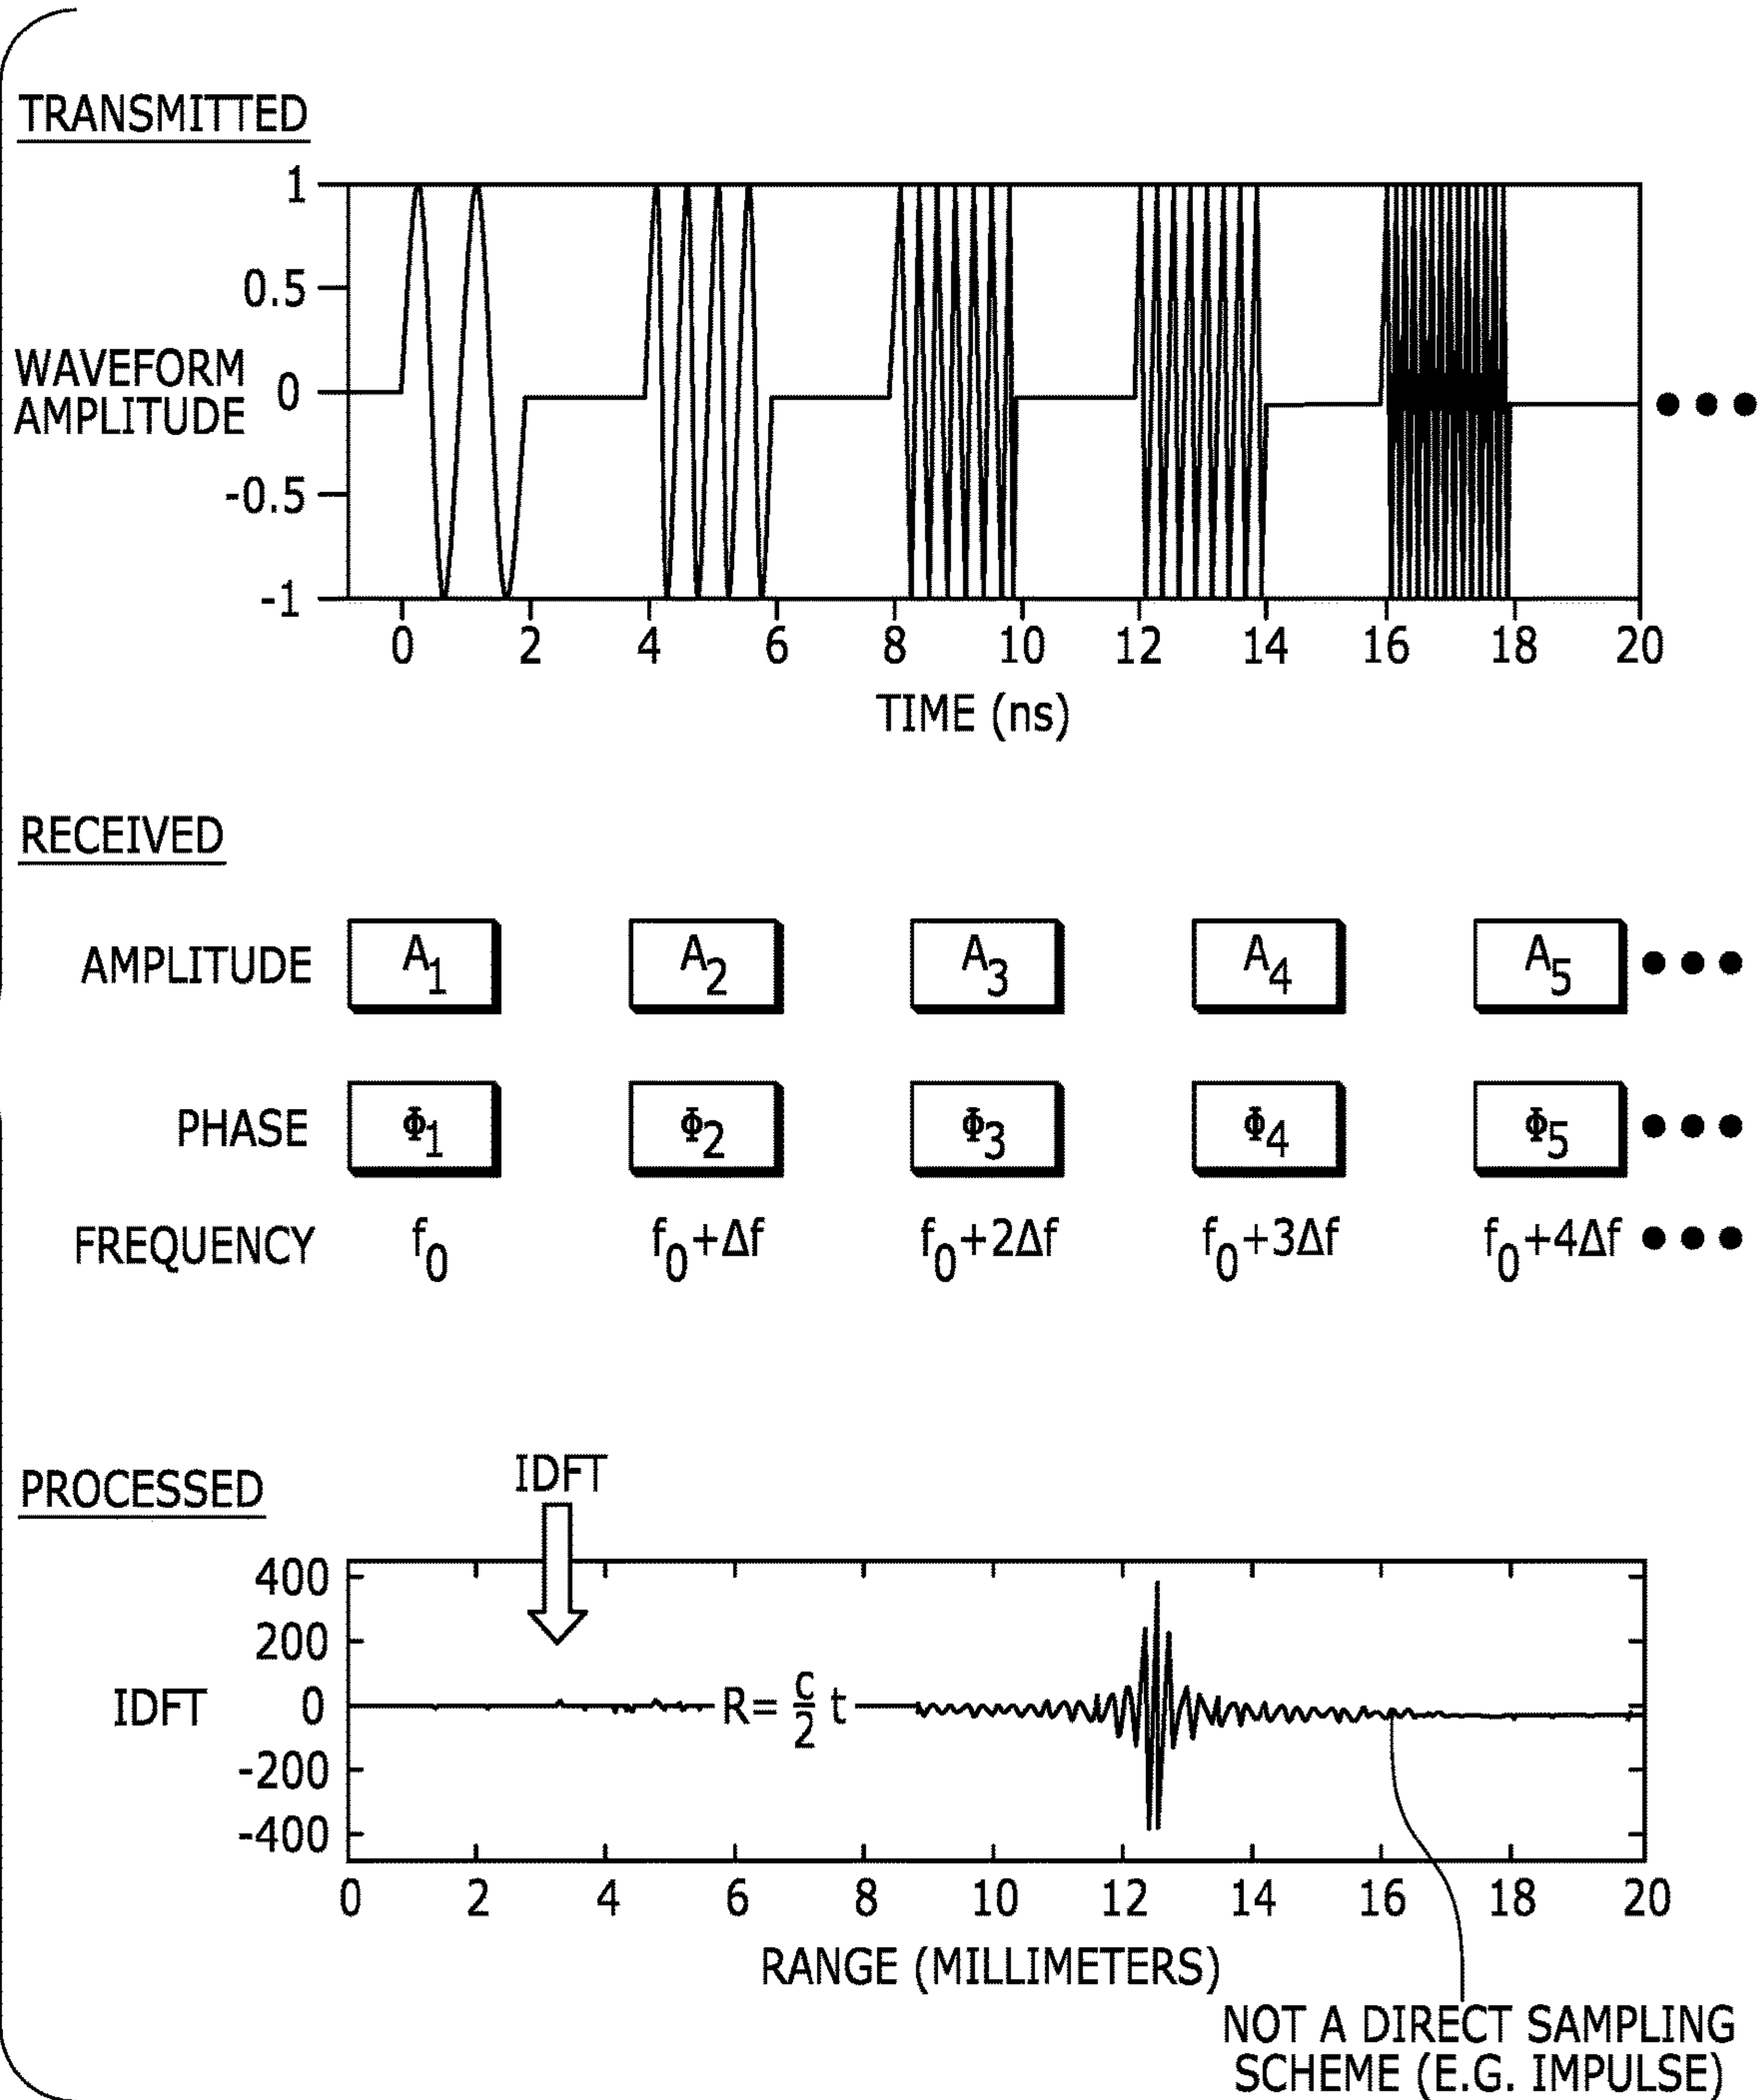 TRANSMITTED
1
0.5
WAVEFORM
AMPLITUDE
0
-0.5
-1
0 2 4 6 8 10 12 14 16 18 20
TIME (ns)
RECEIVED
AMPLITUDE A1 A2 A3 A4 A5
PHASE Φ1 Φ2 Φ3 Φ4 Φ5
FREQUENCY f0 f0+Δf f0+2Δf f0+3Δf f0+4Δf
PROCESSED
IDFT
400
200
IDFT 0 R= c/2 t
-200
-400
0 2 4 6 8 10 12 14 16 18 20
RANGE (MILLIMETERS)
NOT A DIRECT SAMPLING
SCHEME (E.G. IMPULSE)